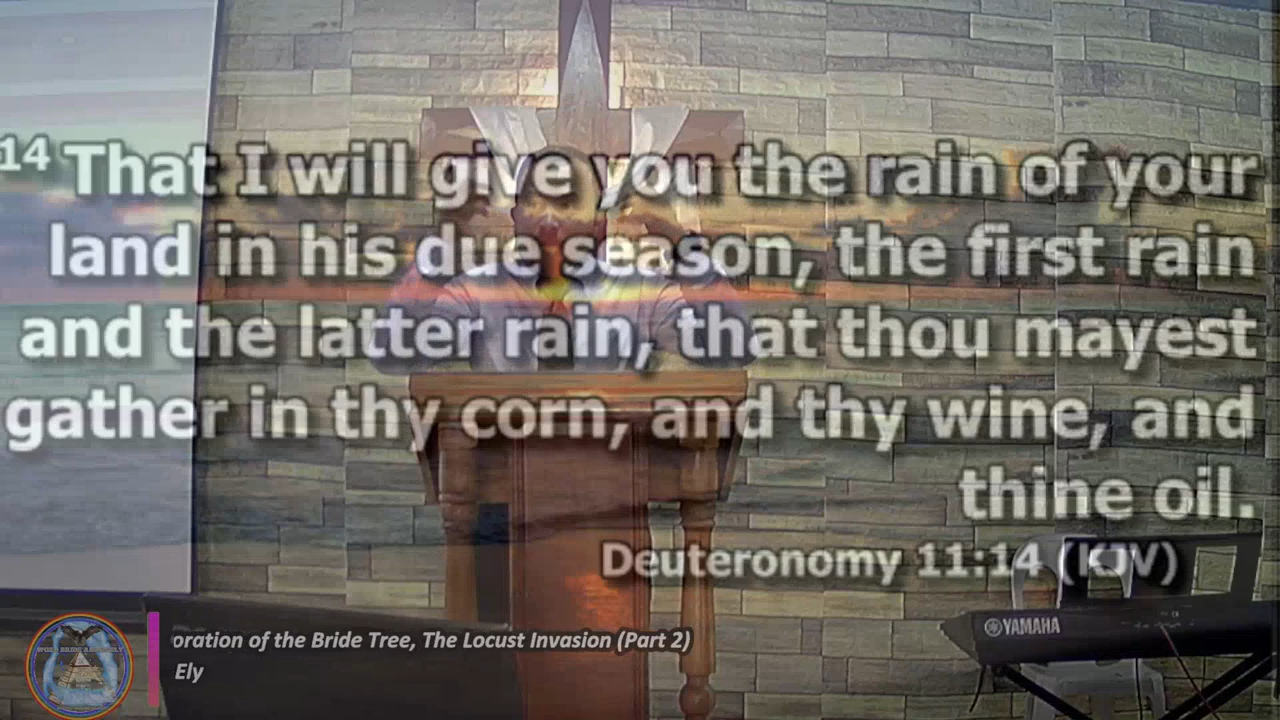 14 That I will give you the rain of your
land in his due season, the first rain
and the latter rain, that thou mayest
gather in thy corn, and thy wine, and
thine oil.
Deuteronomy 11:14 (KJV)
YAMAHA
oration of the Bride Tree, The Locust Invasion (Part 2)
Ely